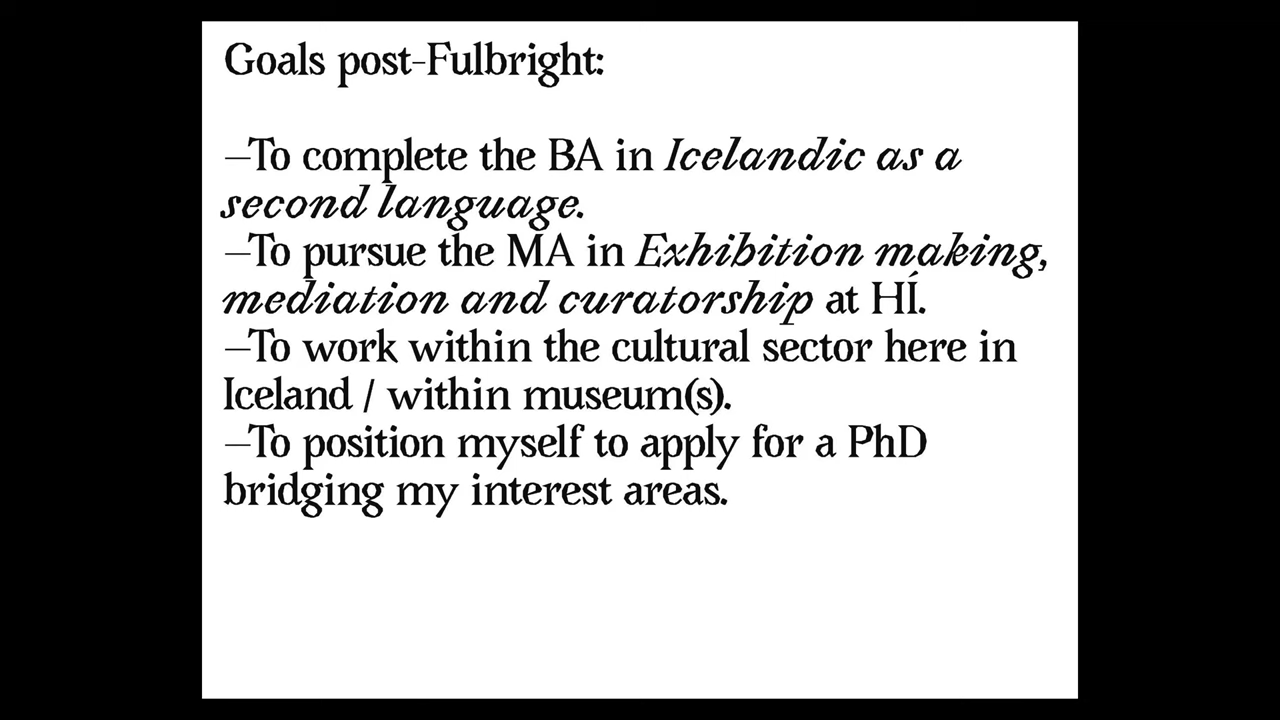 Goals post-Fulbright:
—To complete the BA in Icelandic as a
second language.
—To pursue the MA in Exhibition making,
mediation and curatorship at HÍ.
—To work within the cultural sector here in
Iceland / within museum(s).
—To position myself to apply for a PhD
bridging my interest areas.